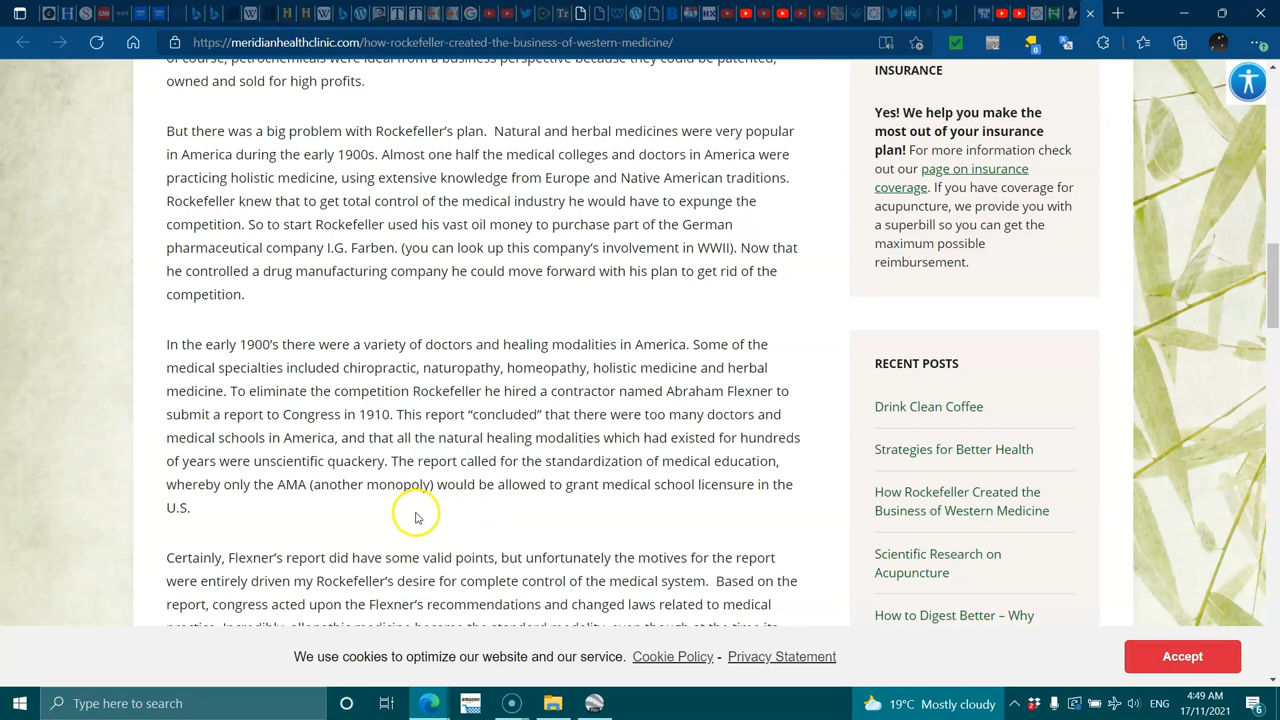 https://meridianhealthclinic.com/how-rockefeller-created-the-business-of-western-medicine/
of course, petrochemicals were ideal from a business perspective because they could be patented,
owned and sold for high profits.
But there was a big problem with Rockefeller's plan.  Natural and herbal medicines were very popular
in America during the early 1900s. Almost one half the medical colleges and doctors in America were
practicing holistic medicine, using extensive knowledge from Europe and Native American traditions.
Rockefeller knew that to get total control of the medical industry he would have to expunge the
competition. So to start Rockefeller used his vast oil money to purchase part of the German
pharmaceutical company I.G. Farben. (you can look up this company's involvement in WWII). Now that
he controlled a drug manufacturing company he could move forward with his plan to get rid of the
competition.
In the early 1900's there were a variety of doctors and healing modalities in America. Some of the
medical specialties included chiropractic, naturopathy, homeopathy, holistic medicine and herbal
medicine. To eliminate the competition Rockefeller he hired a contractor named Abraham Flexner to
submit a report to Congress in 1910. This report “concluded” that there were too many doctors and
medical schools in America, and that all the natural healing modalities which had existed for hundreds
of years were unscientific quackery. The report called for the standardization of medical education,
whereby only the AMA (another monopoly) would be allowed to grant medical school licensure in the
U.S.
Certainly, Flexner's report did have some valid points, but unfortunately the motives for the report
were entirely driven my Rockefeller's desire for complete control of the medical system.  Based on the
report, congress acted upon the Flexner's recommendations and changed laws related to medical
INSURANCE
Yes! We help you make the
most out of your insurance
plan! For more information check
out our page on insurance
coverage. If you have coverage for
acupuncture, we provide you with
a superbill so you can get the
maximum possible
reimbursement.
RECENT POSTS
Drink Clean Coffee
Strategies for Better Health
How Rockefeller Created the
Business of Western Medicine
Scientific Research on
Acupuncture
How to Digest Better – Why
We use cookies to optimize our website and our service. Cookie Policy - Privacy Statement
Accept
Type here to search
amazon
19°C Mostly cloudy
ENG
4:49 AM
17/11/2021
6